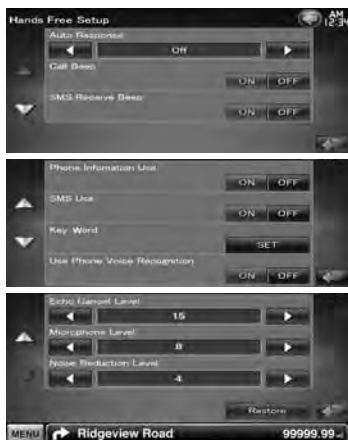 Hands Free Setup
AM
12:34
Auto Response
Off
Call Beep
ON OFF
SMS Receive Beep
ON OFF
Phone Infomation Use
ON OFF
SMS Use
ON OFF
Key Word
SET
Use Phone Voice Recognition
ON OFF
Echo Cancel Level
15
Microphone Level
8
Noise Reduction Level
-4
Restore
MENU Ridgeview Road 99999.99